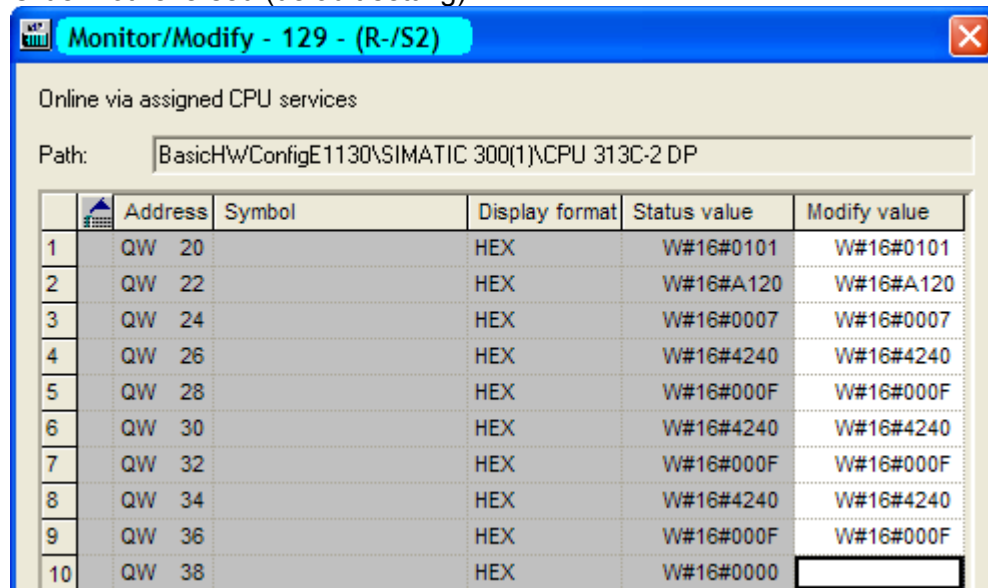 Monitor/Modify - 129 - (R-/S2)
Online via assigned CPU services
Path: BasicHWConfigE1130\SIMATIC 300(1)\CPU 313C-2 DP
Address Symbol Display format Status value Modify value
1 QW 20 HEX W#16#0101 W#16#0101
2 QW 22 HEX W#16#A120 W#16#A120
3 QW 24 HEX W#16#0007 W#16#0007
4 QW 26 HEX W#16#4240 W#16#4240
5 QW 28 HEX W#16#000F W#16#000F
6 QW 30 HEX W#16#4240 W#16#4240
7 QW 32 HEX W#16#000F W#16#000F
8 QW 34 HEX W#16#4240 W#16#4240
9 QW 36 HEX W#16#000F W#16#000F
10 QW 38 HEX W#16#0000